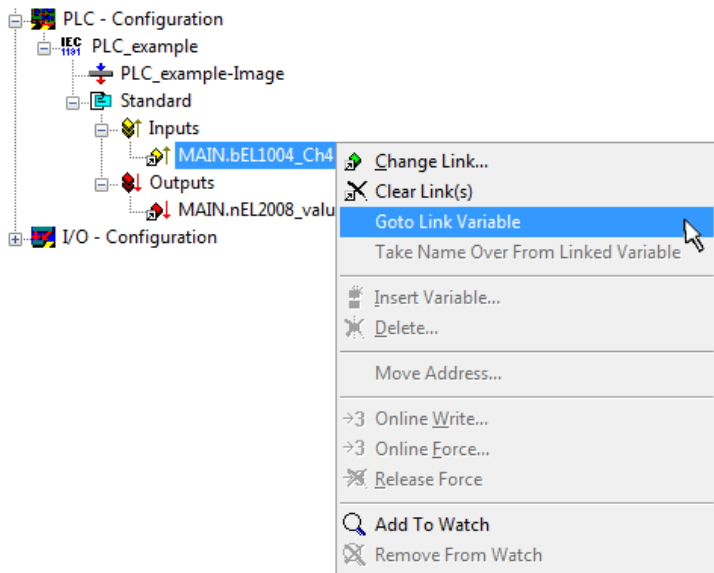 PLC - Configuration
IEC 1131 PLC_example
PLC_example-Image
Standard
Inputs
MAIN.bEL1004_Ch4
Outputs
MAIN.nEL2008_valu
I/O - Configuration
Change Link...
Clear Link(s)
Goto Link Variable
Take Name Over From Linked Variable
Insert Variable...
Delete...
Move Address...
→3 Online Write...
→3 Online Force...
Release Force
Add To Watch
Remove From Watch